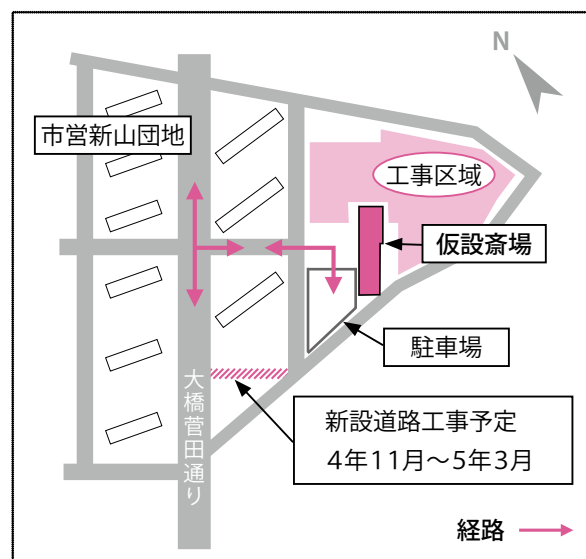 N
市営新山団地
工事区域
仮設斎場
駐車場
大橋菅田通り
新設道路工事予定
4年11月～5年3月
経路